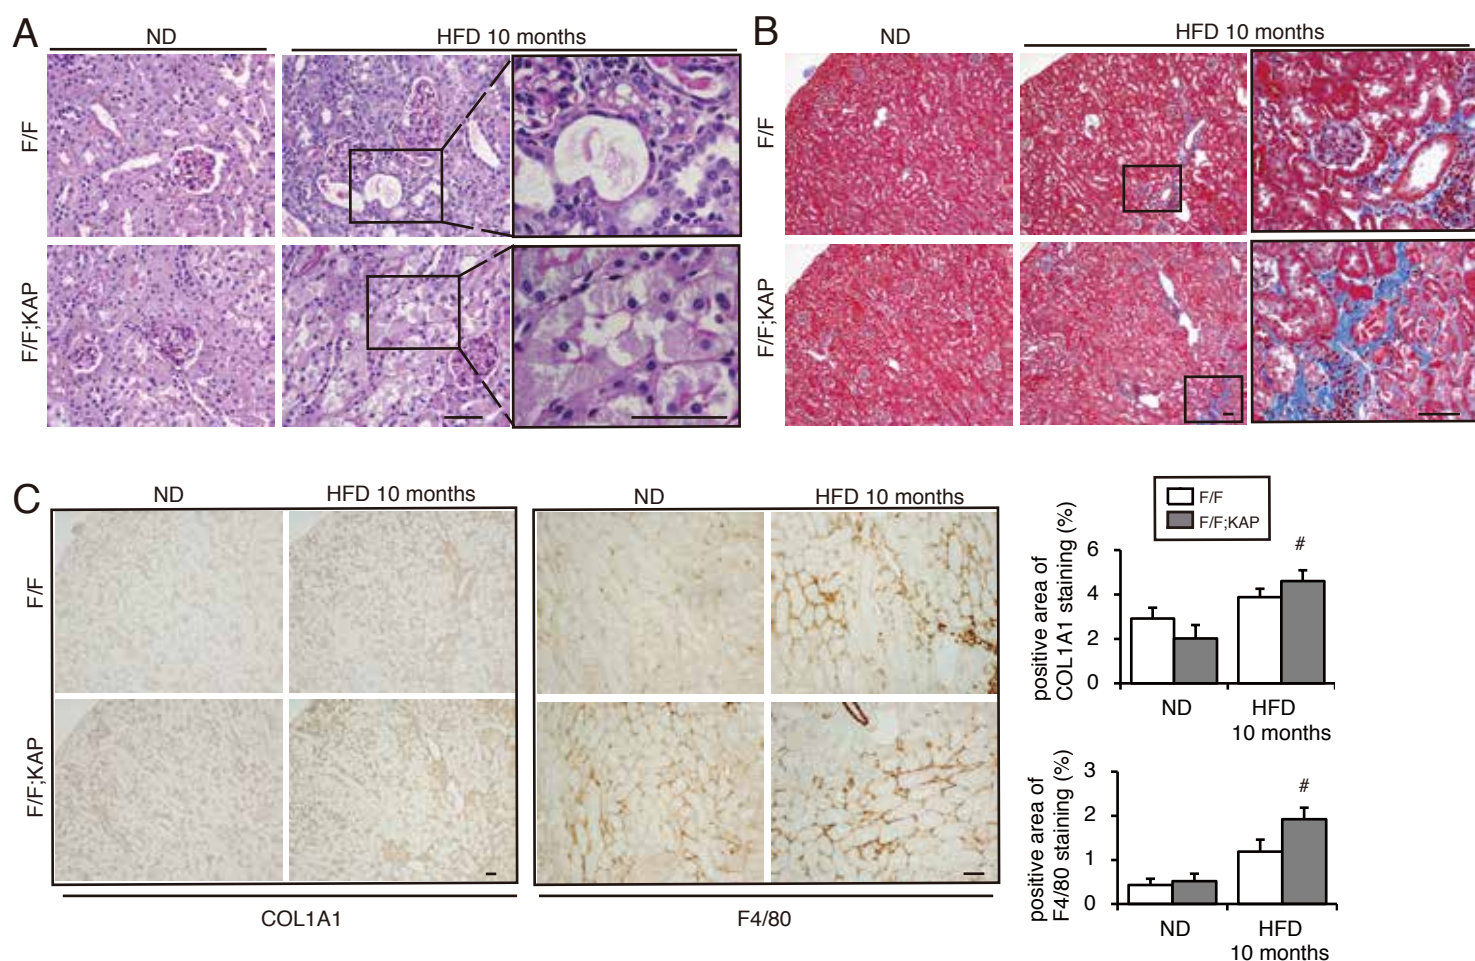 A
ND
HFD 10 months
F/F
F/F;KAP
B
ND
HFD 10 months
F/F
F/F;KAP
C
ND
HFD 10 months
ND
HFD 10 months
F/F
F/F;KAP
COL1A1
F4/80
F/F
F/F;KAP
positive area of
COL1A1 staining (%)
6
4
2
0
#
ND
HFD
10 months
positive area of
F4/80 staining (%)
3
2
1
0
#
ND
HFD
10 months